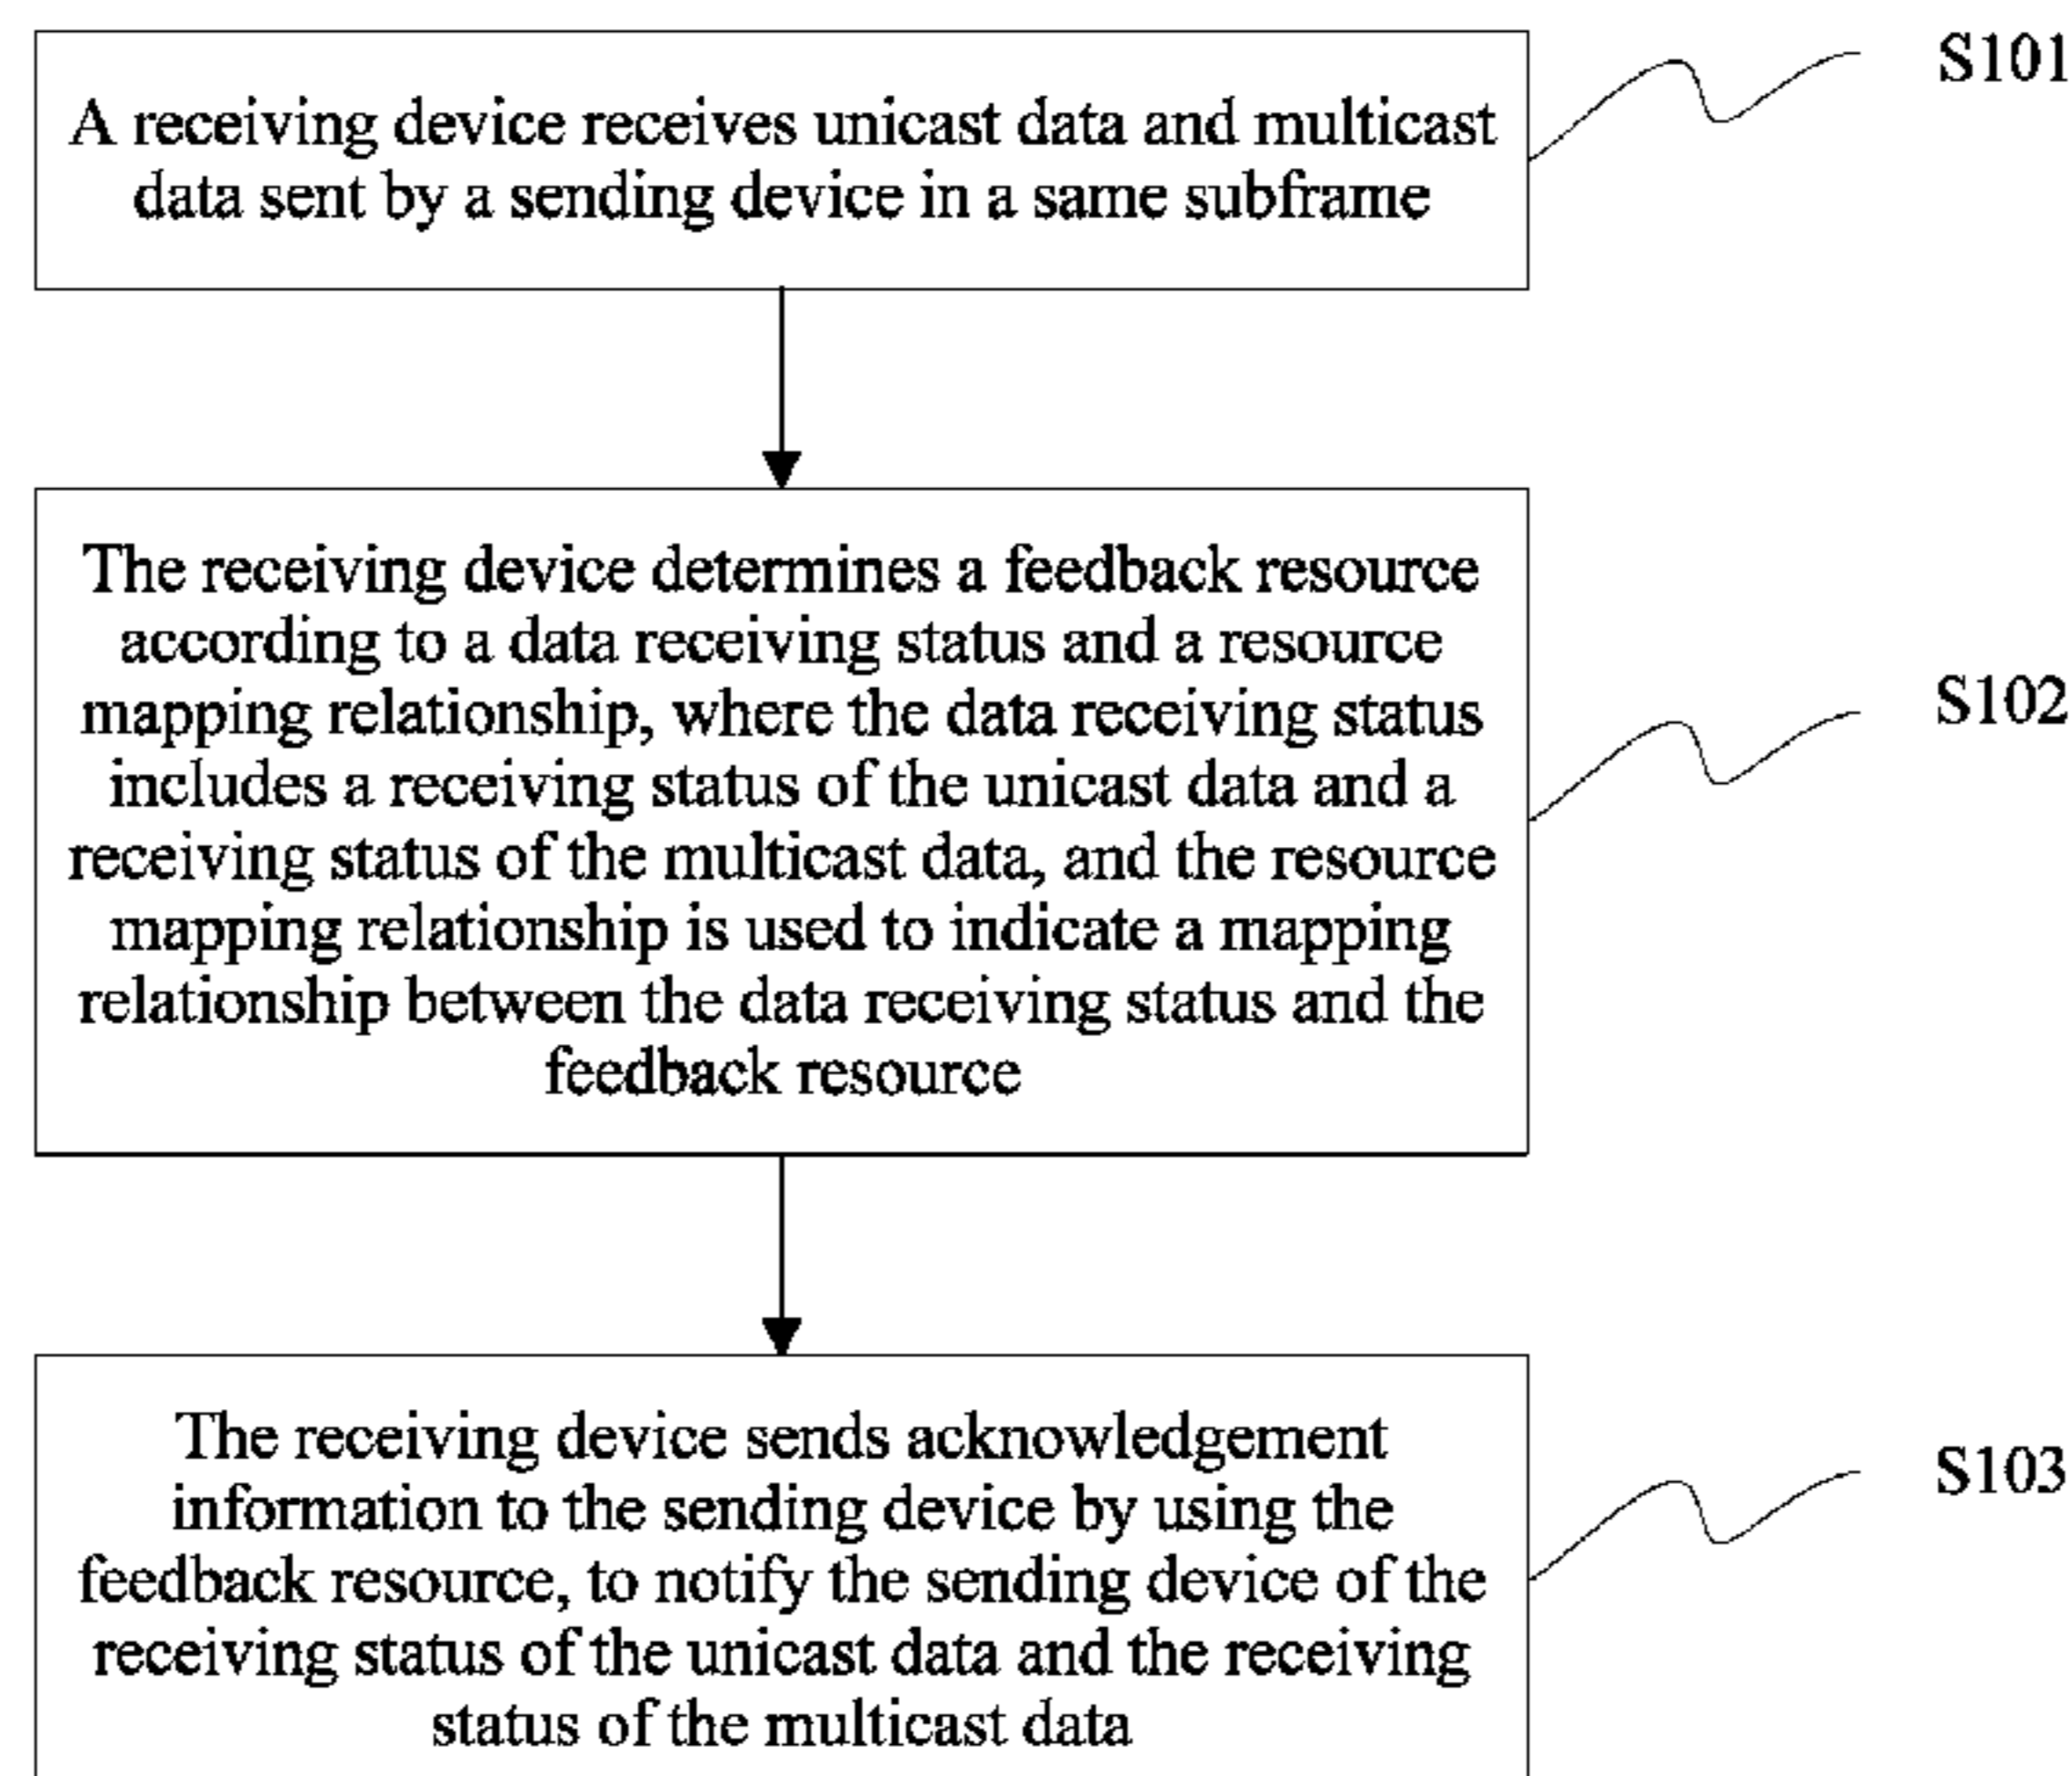 A receiving device receives unicast data and multicast
data sent by a sending device in a same subframe
S101
The receiving device determines a feedback resource
according to a data receiving status and a resource
mapping relationship, where the data receiving status
includes a receiving status of the unicast data and a
receiving status of the multicast data, and the resource
mapping relationship is used to indicate a mapping
relationship between the data receiving status and the
feedback resource
S102
The receiving device sends acknowledgement
information to the sending device by using the
feedback resource, to notify the sending device of the
receiving status of the unicast data and the receiving
status of the multicast data
S103